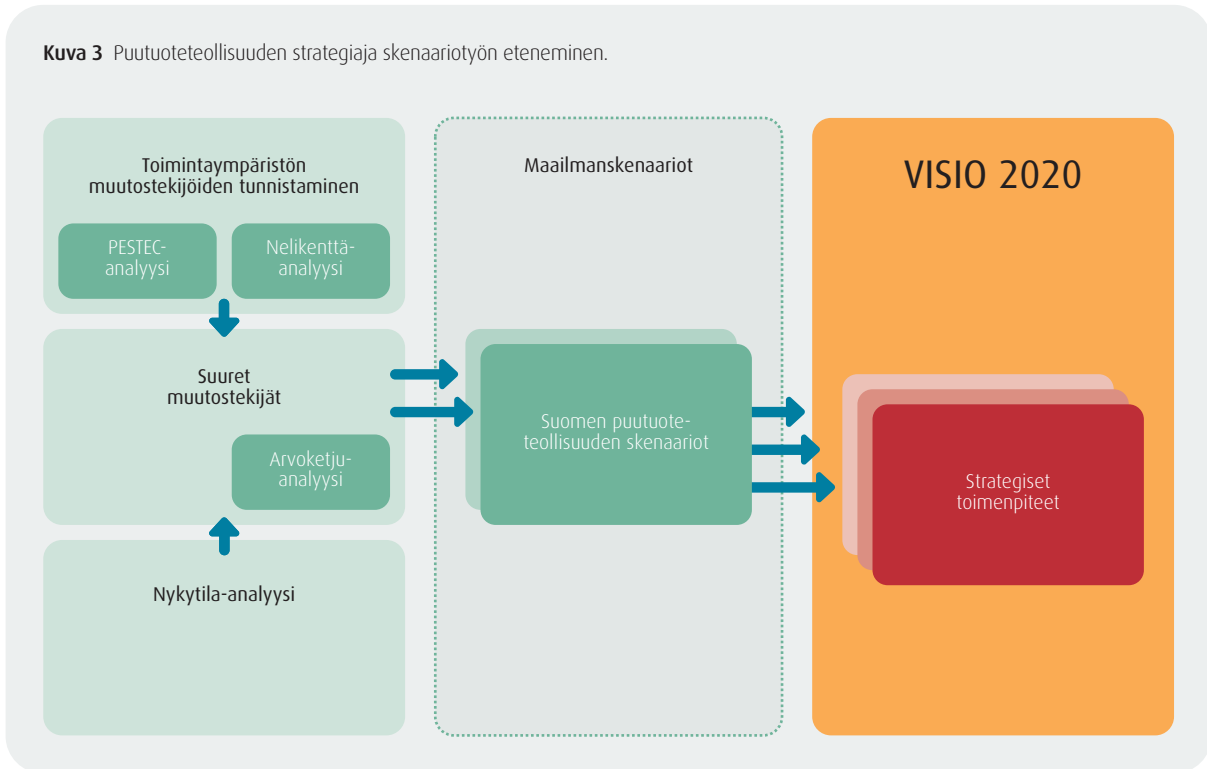 Kuva 3 Puutuoteteollisuuden strategiaja skenaariotyön eteneminen.
Toimintaympäristön
muutostekijöiden tunnistaminen
PESTEC-
analyysi
Nelikenttä-
analyysi
Suuret
muutostekijät
Arvoketju-
analyysi
Nykytila-analyysi
Maailmanskenaariot
Suomen puutuote-
teollisuuden skenaariot
VISIO 2020
Strategiset
toimenpiteet